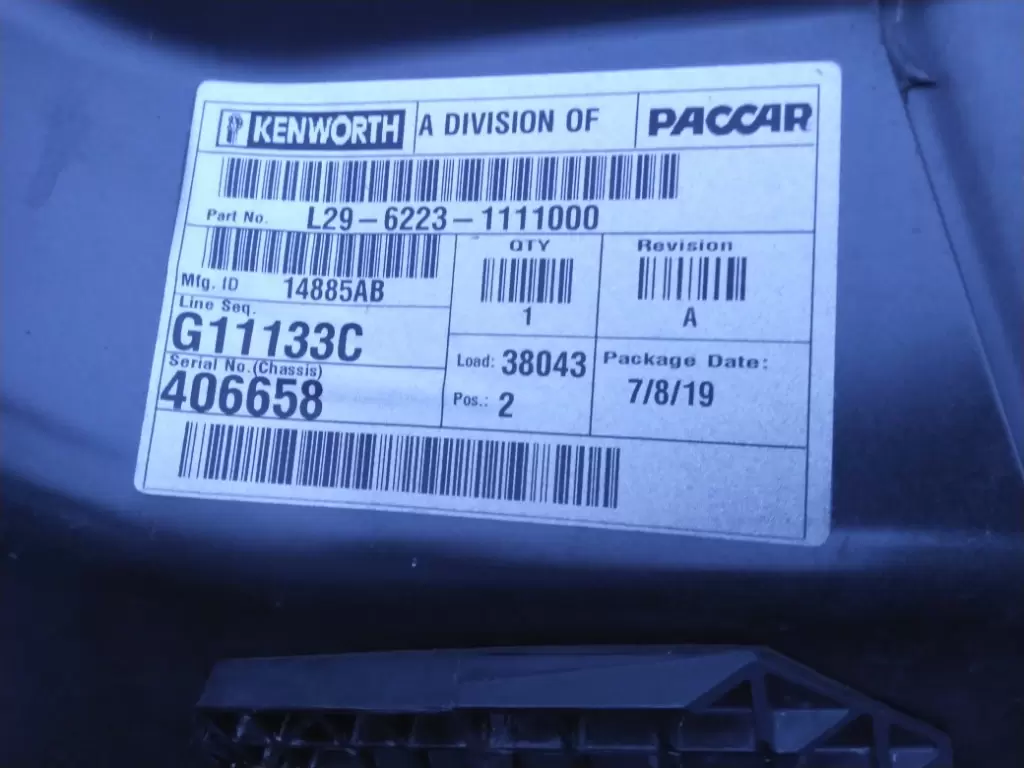 KENWORTH A DIVISION OF PACCAR
Part No. L29-6223-1111000
Mfg. ID 14885AB
QTY
1
Revision
A
Line Seq.
G11133C
Serial No.(Chassis)
406658
Load: 38043
Pos.: 2
Package Date:
7/8/19